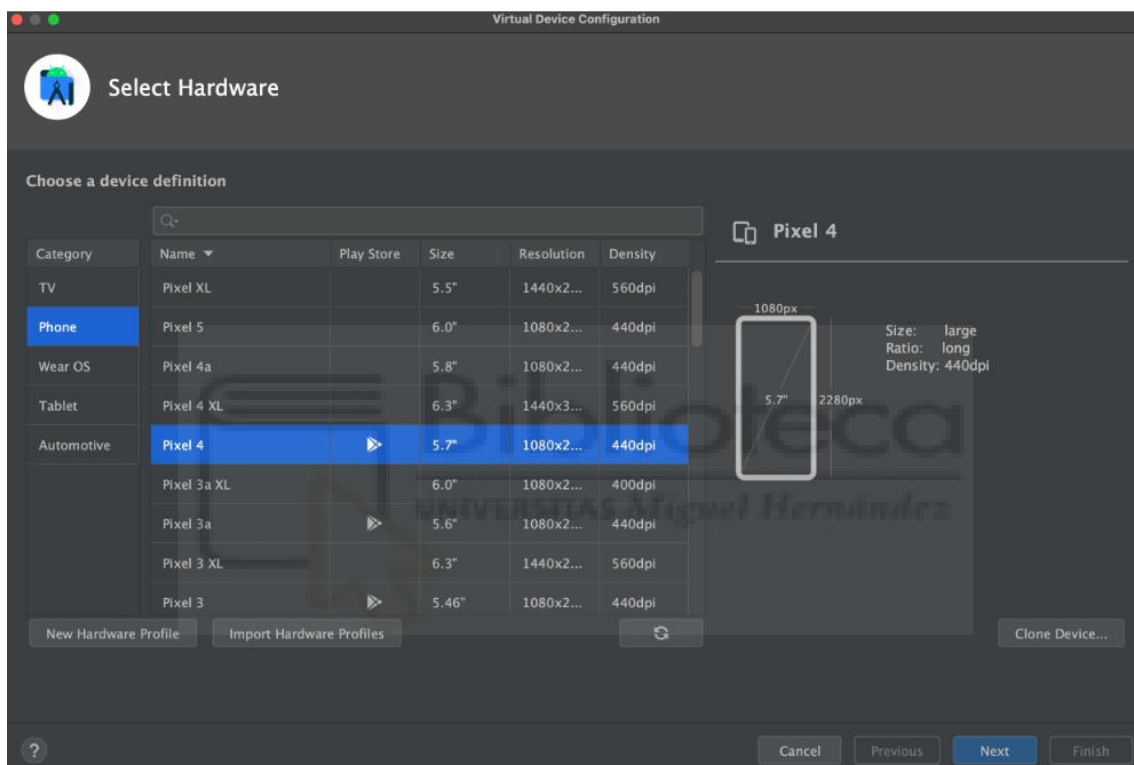 Virtual Device Configuration
Select Hardware
Choose a device definition
Category
TV
Phone
Wear OS
Tablet
Automotive
Name Play Store Size Resolution Density
Pixel XL 5.5" 1440x2... 560dpi
Pixel 5 6.0" 1080x2... 440dpi
Pixel 4a 5.8" 1080x2... 440dpi
Pixel 4 XL 6.3" 1440x3... 560dpi
Pixel 4 5.7" 1080x2... 440dpi
Pixel 3a XL 6.0" 1080x2... 400dpi
Pixel 3a 5.6" 1080x2... 440dpi
Pixel 3 XL 6.3" 1440x2... 560dpi
Pixel 3 5.46" 1080x2... 440dpi
Pixel 4
1080px
5.7"
2280px
Size: large
Ratio: long
Density: 440dpi
Biblioteca
UNIVERSITAS Miguel Hernández
New Hardware Profile
Import Hardware Profiles
Clone Device...
?
Cancel
Previous
Next
Finish